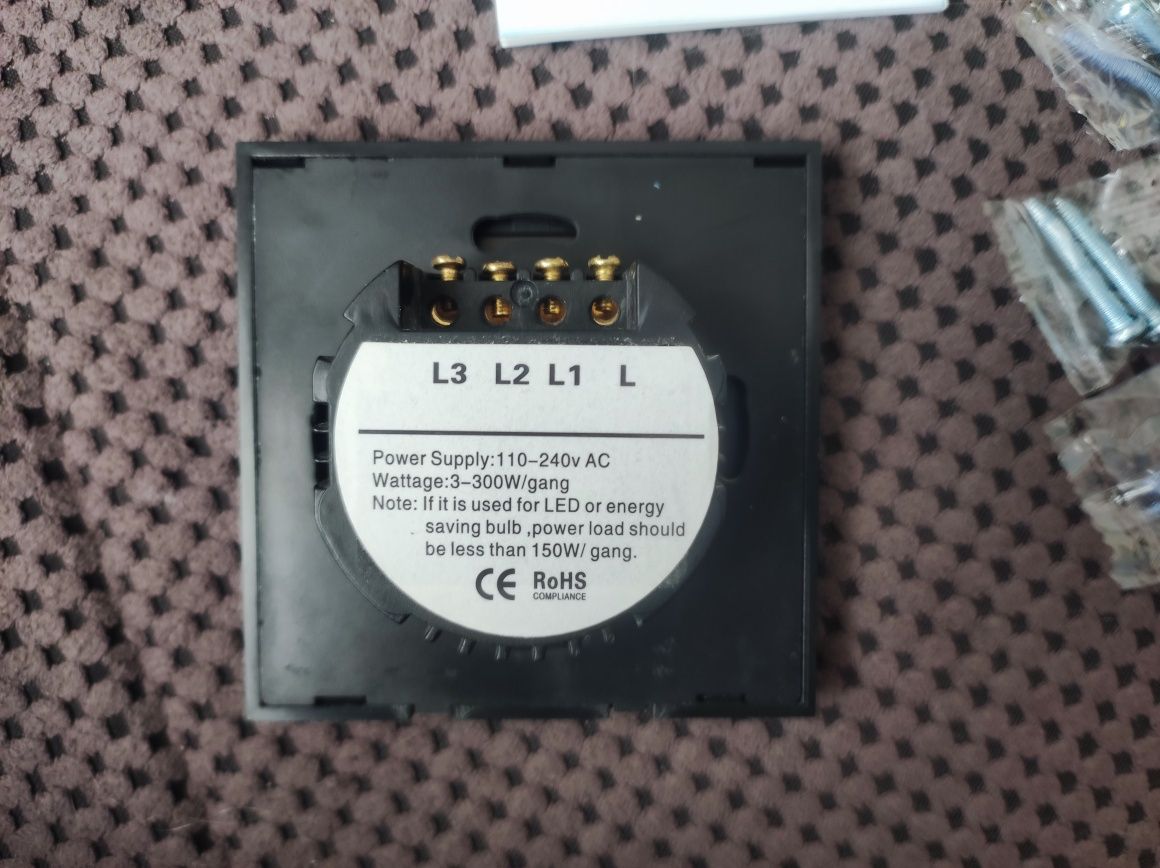 L3 L2 L1 L
Power Supply:110-240v AC
Wattage:3-300W/gang
Note: If it is used for LED or energy
saving bulb ,power load should
be less than 150W/ gang.
CE RoHS
COMPLIANCE